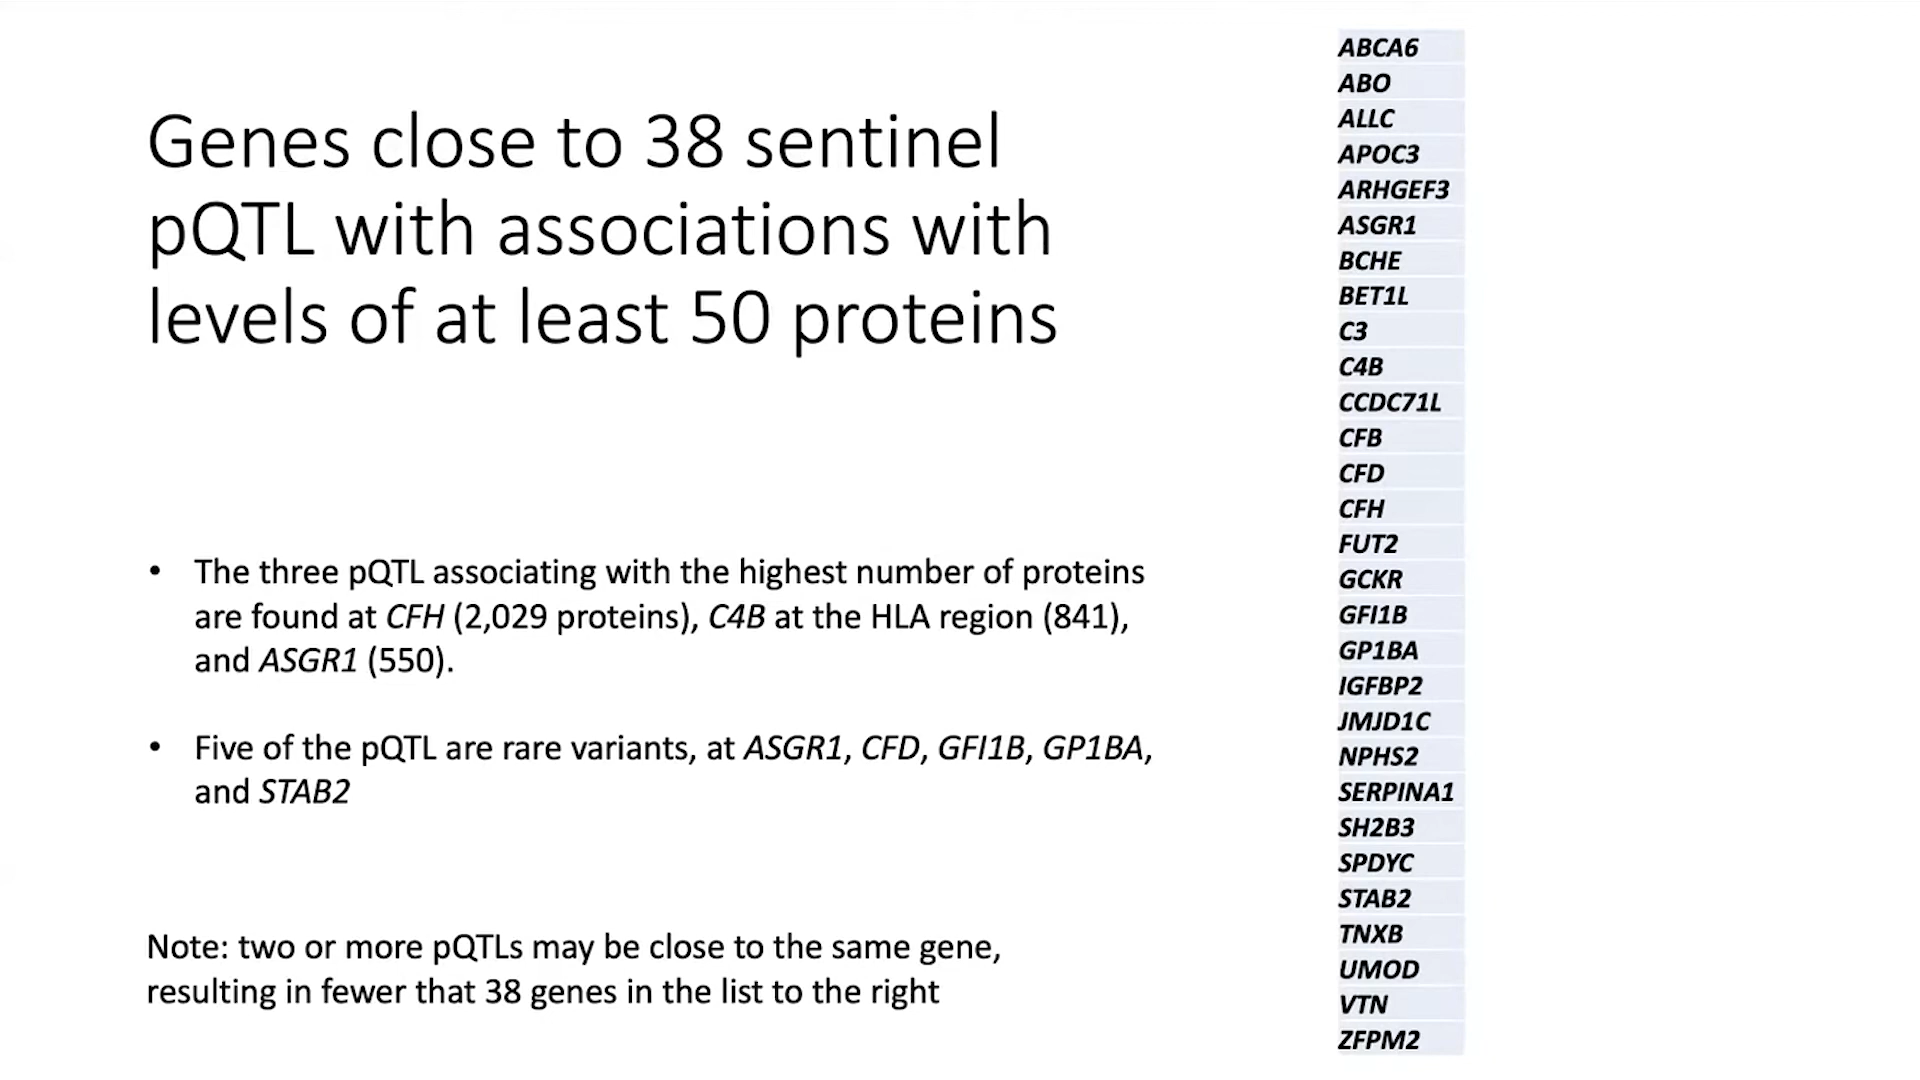 Genes close to 38 sentinel
pQTL with associations with
levels of at least 50 proteins
• The three pQTL associating with the highest number of proteins
are found at CFH (2,029 proteins), C4B at the HLA region (841),
and ASGR1 (550).
• Five of the pQTL are rare variants, at ASGR1, CFD, GFI1B, GP1BA,
and STAB2
Note: two or more pQTLs may be close to the same gene,
resulting in fewer that 38 genes in the list to the right
ABCA6
ABO
ALLC
APOC3
ARHGEF3
ASGR1
BCHE
BET1L
C3
C4B
CCDC71L
CFB
CFD
CFH
FUT2
GCKR
GFI1B
GP1BA
IGFBP2
JMJD1C
NPHS2
SERPINA1
SH2B3
SPDYC
STAB2
TNXB
UMOD
VTN
ZFPM2